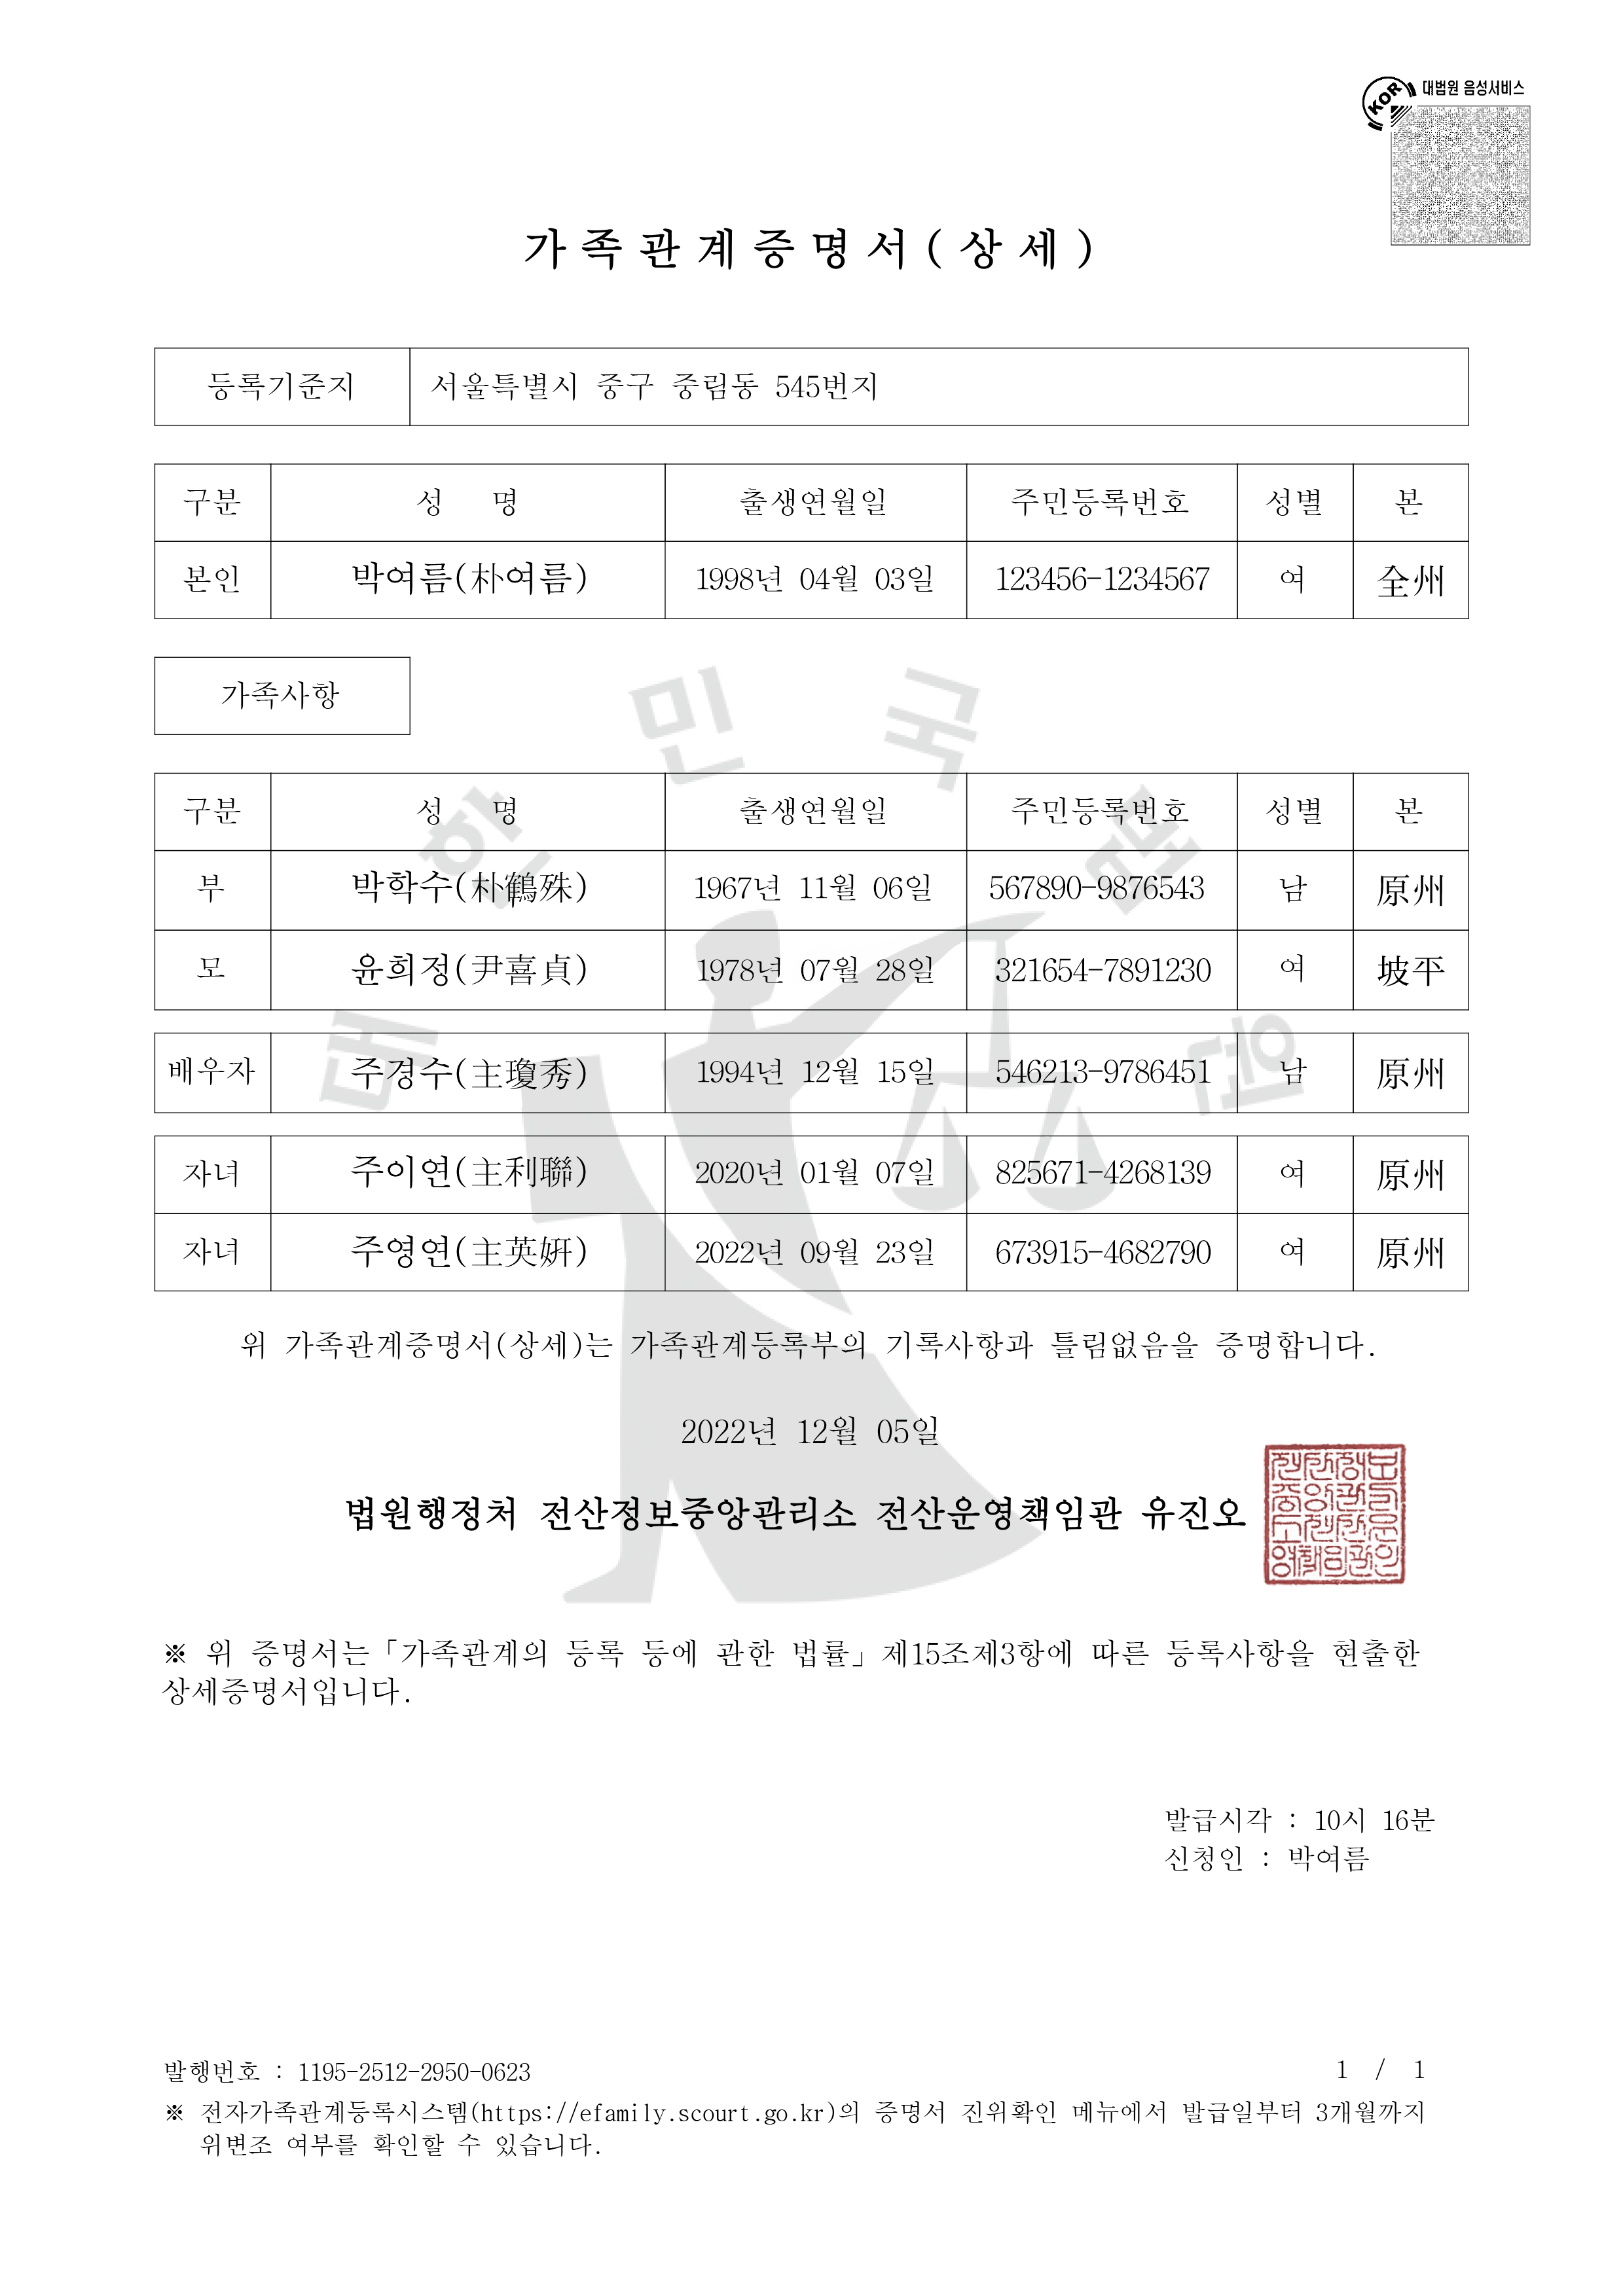 KOR 대법원 음성서비스
가족관계증명서(상세)
등록기준지 서울특별시 중구 중림동 545번지
구분 성 명 출생연월일 주민등록번호 성별 본
본인 박여름(朴여름) 1998년 04월 03일 123456-1234567 여 全州
가족사항
구분 성 명 출생연월일 주민등록번호 성별 본
부 박학수(朴鶴殊) 1967년 11월 06일 567890-9876543 남 原州
모 윤희정(尹喜貞) 1978년 07월 28일 321654-7891230 여 坡平
배우자 주경수(主瓊秀) 1994년 12월 15일 546213-9786451 남 原州
자녀 주이연(主利聯) 2020년 01월 07일 825671-4268139 여 原州
자녀 주영연(主英姸) 2022년 09월 23일 673915-4682790 여 原州
대한민국법원
위 가족관계증명서(상세)는 가족관계등록부의 기록사항과 틀림없음을 증명합니다.
2022년 12월 05일
법원행정처 전산정보중앙관리소 전산운영책임관 유진오
※ 위 증명서는「가족관계의 등록 등에 관한 법률」제15조제3항에 따른 등록사항을 현출한
상세증명서입니다.
발급시각 : 10시 16분
신청인 : 박여름
발행번호 : 1195-2512-2950-0623 1 / 1
※ 전자가족관계등록시스템(https://efamily.scourt.go.kr)의 증명서 진위확인 메뉴에서 발급일부터 3개월까지
위변조 여부를 확인할 수 있습니다.